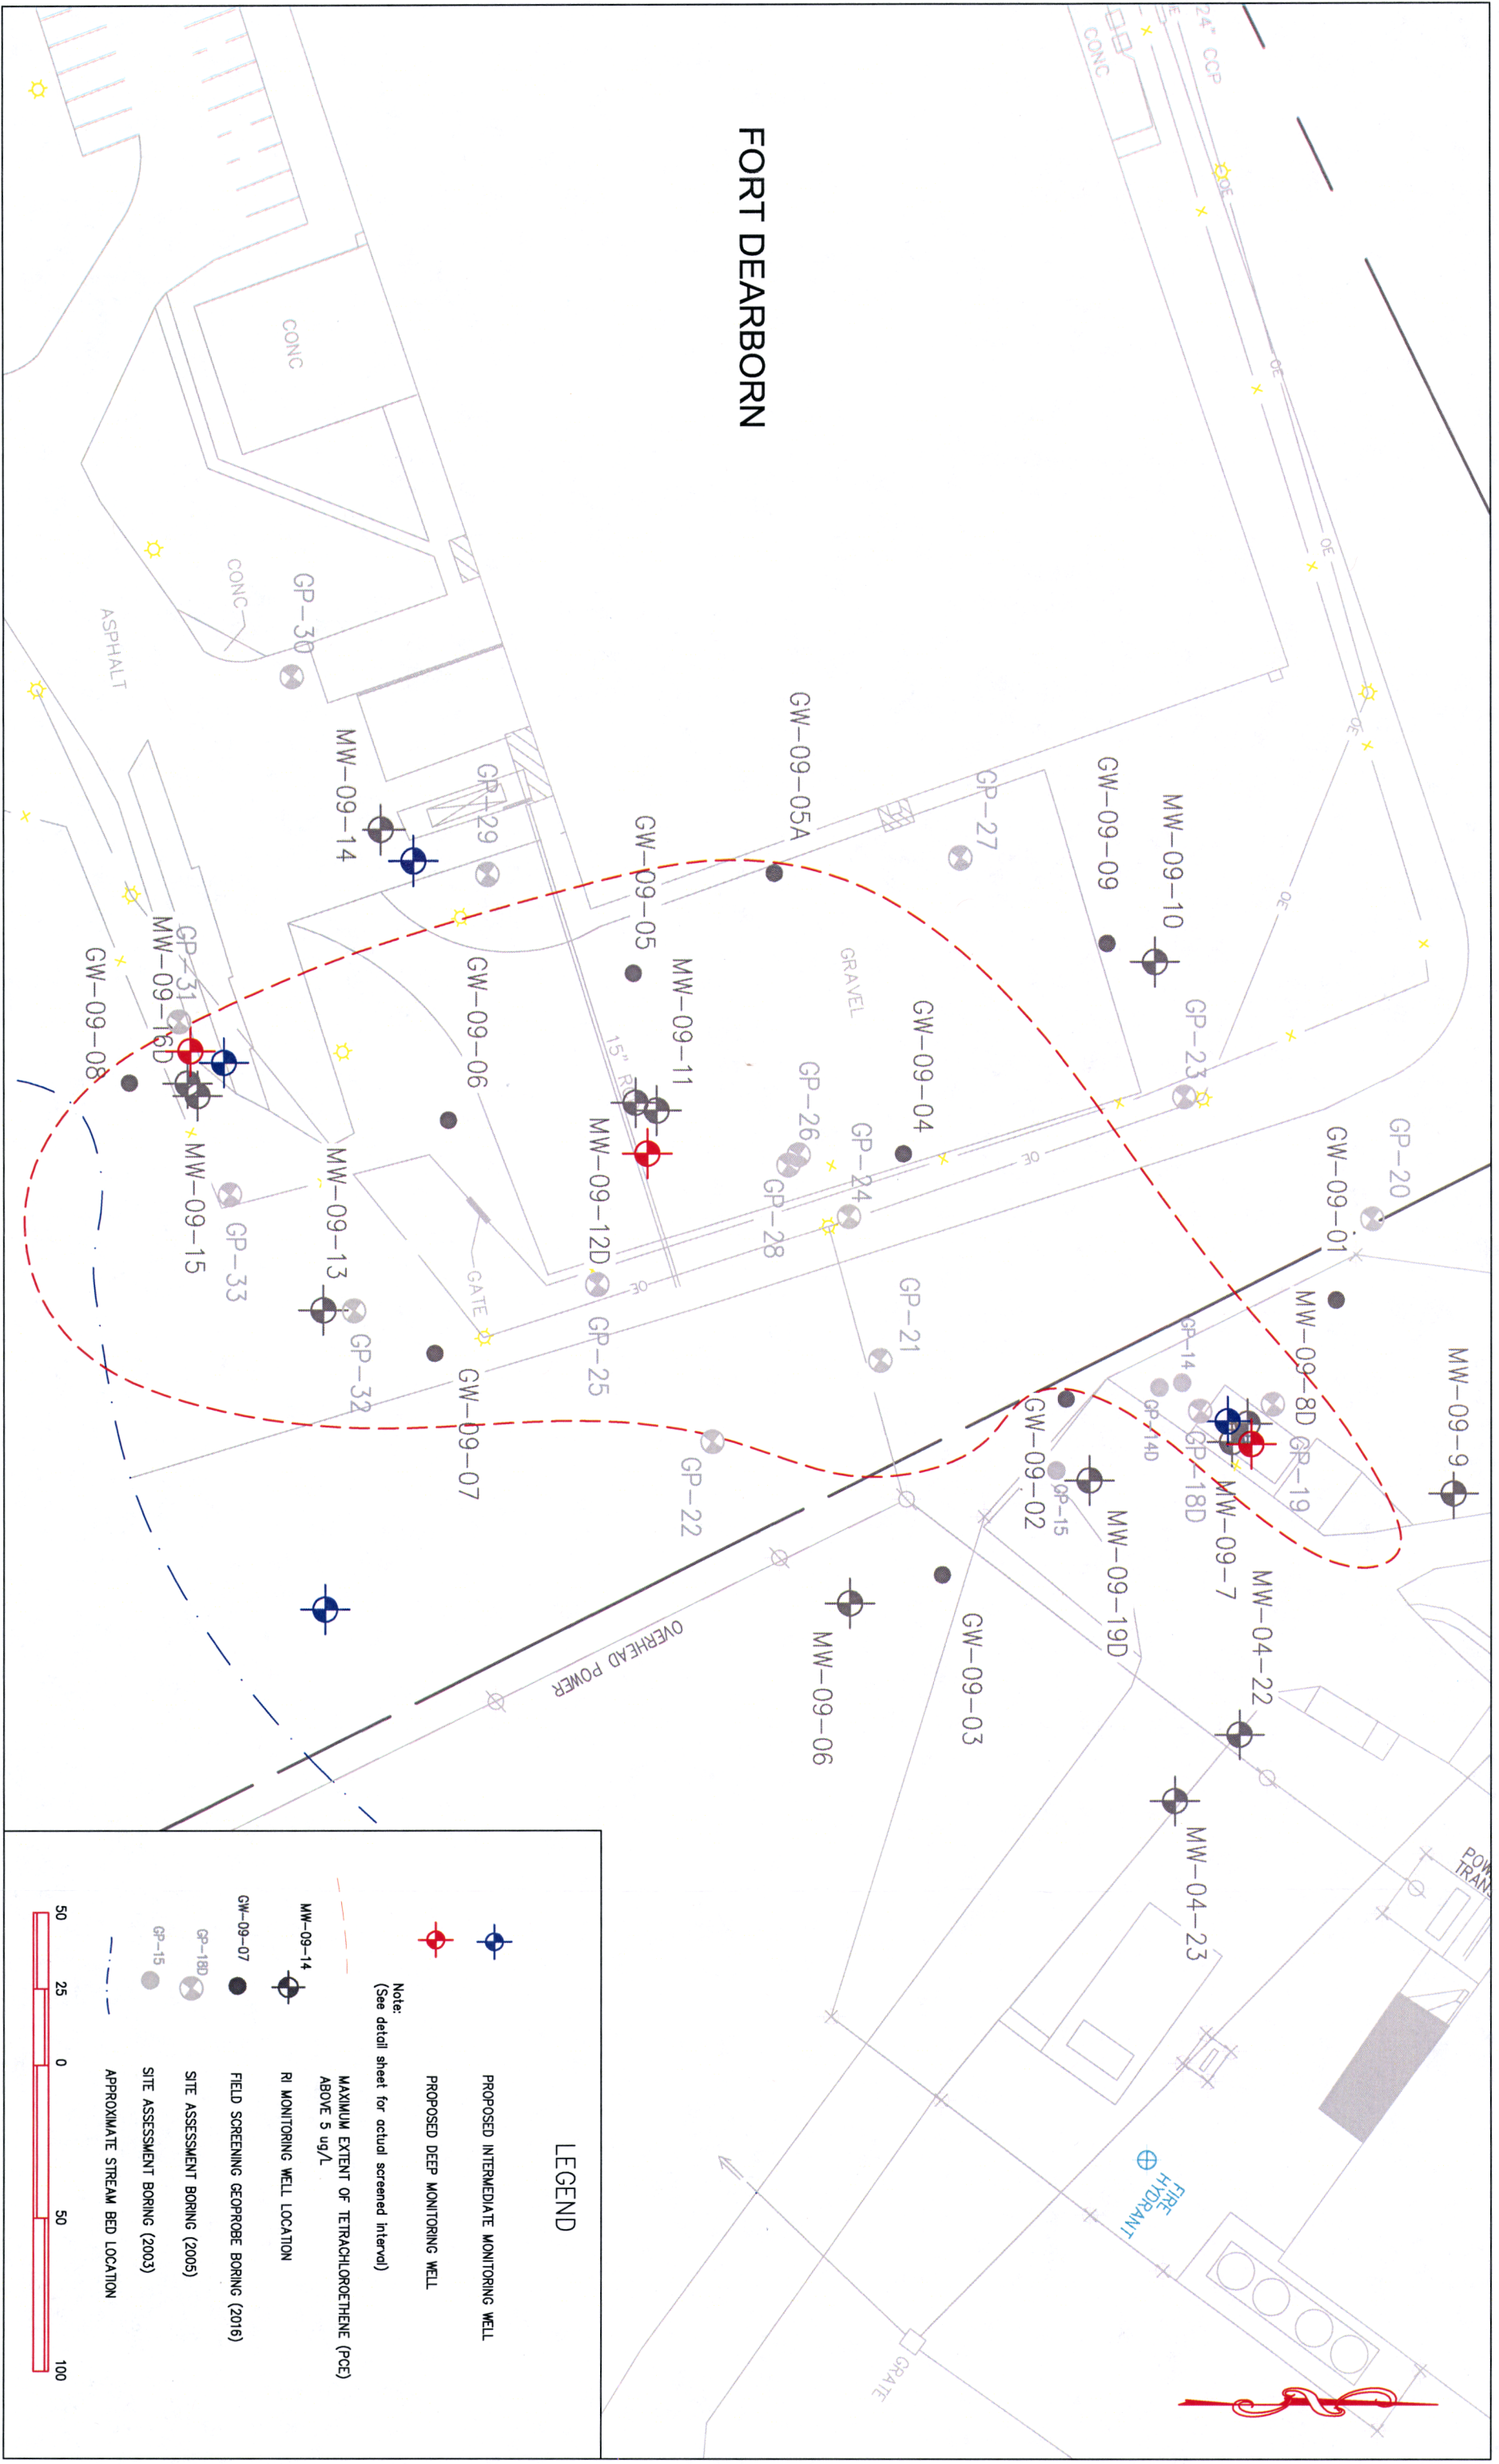 24" CCP
OE
CONC
OE
OE
OE
OE
OE
FORT DEARBORN
CONC
CONC
ASPHALT
GP-30
MW-09-14
GP-29
GW-09-05A
GW-09-05
GP-27
GW-09-09
MW-09-10
GRAVEL
GW-09-04
GP-23
MW-09-11
GW-09-06
GP-31
MW-09-16D
GW-09-08
GP-26
GP-24
GP-28
MW-09-12D
GP-20
GW-09-01
MW-09-15
GP-33
MW-09-13
GP-32
GATE
GP-25
GP-21
GW-09-07
GP-22
GP-14
GP-14D
MW-09-8D
MW-09-9
GP-19
GP-18D
MW-09-7
GW-09-02
GP-15
MW-09-19D
MW-04-22
GW-09-03
MW-09-06
OVERHEAD POWER
MW-04-23
FIRE
HYDRANT
GRATE
LEGEND
PROPOSED INTERMEDIATE MONITORING WELL
PROPOSED DEEP MONITORING WELL
Note:
(See detail sheet for actual screened interval)
MAXIMUM EXTENT OF TETRACHLOROETHENE (PCE)
ABOVE 5 ug/L
MW-09-14
RI MONITORING WELL LOCATION
GW-09-07
FIELD SCREENING GEOPROBE BORING (2016)
GP-18D
SITE ASSESSMENT BORING (2005)
GP-15
SITE ASSESSMENT BORING (2003)
APPROXIMATE STREAM BED LOCATION
50 25 0 50 100